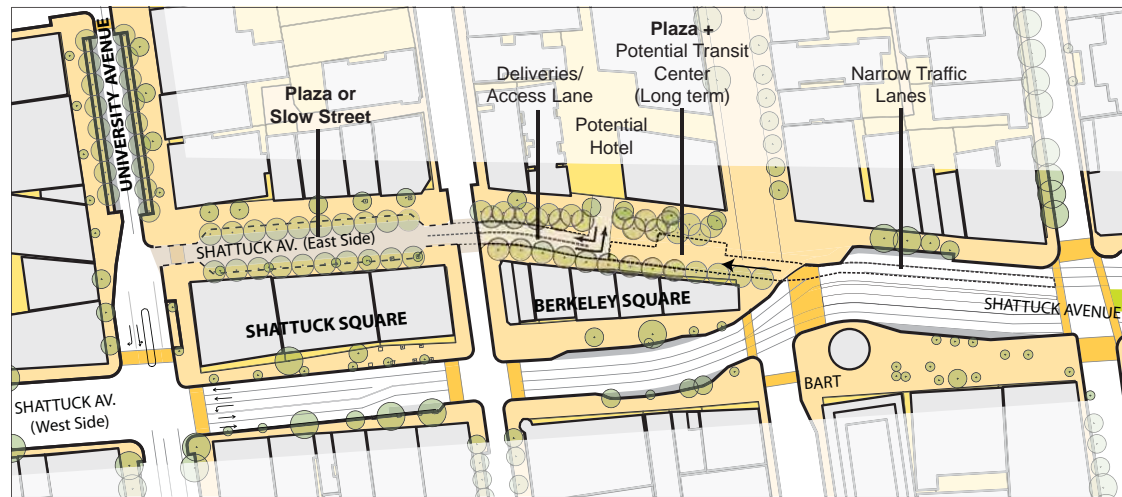 UNIVERSITY AVENUE
Plaza or
Slow Street
Deliveries/
Access Lane
Plaza +
Potential Transit
Center
(Long term)
Potential
Hotel
Narrow Traffic
Lanes
SHATTUCK AV. (East Side)
SHATTUCK SQUARE
BERKELEY SQUARE
SHATTUCK AVENUE
BART
SHATTUCK AV.
(West Side)